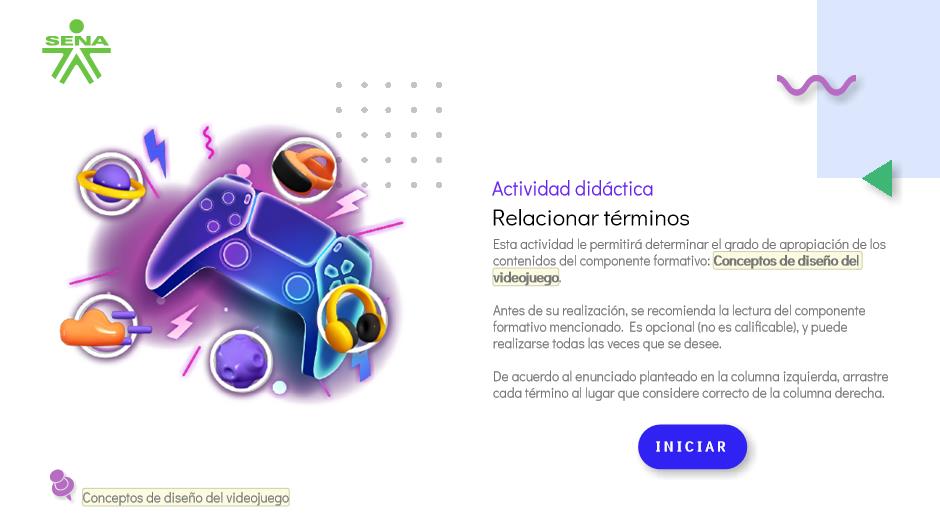 SENA
Actividad didáctica
Relacionar términos
Esta actividad le permitirá determinar el grado de apropiación de los
contenidos del componente formativo: Conceptos de diseño del
videojuego.
Antes de su realización, se recomienda la lectura del componente
formativo mencionado. Es opcional (no es calificable), y puede
realizarse todas las veces que se desee.
De acuerdo al enunciado planteado en la columna izquierda, arrastre
cada término al lugar que considere correcto de la columna derecha.
INICIAR
Conceptos de diseño del videojuego